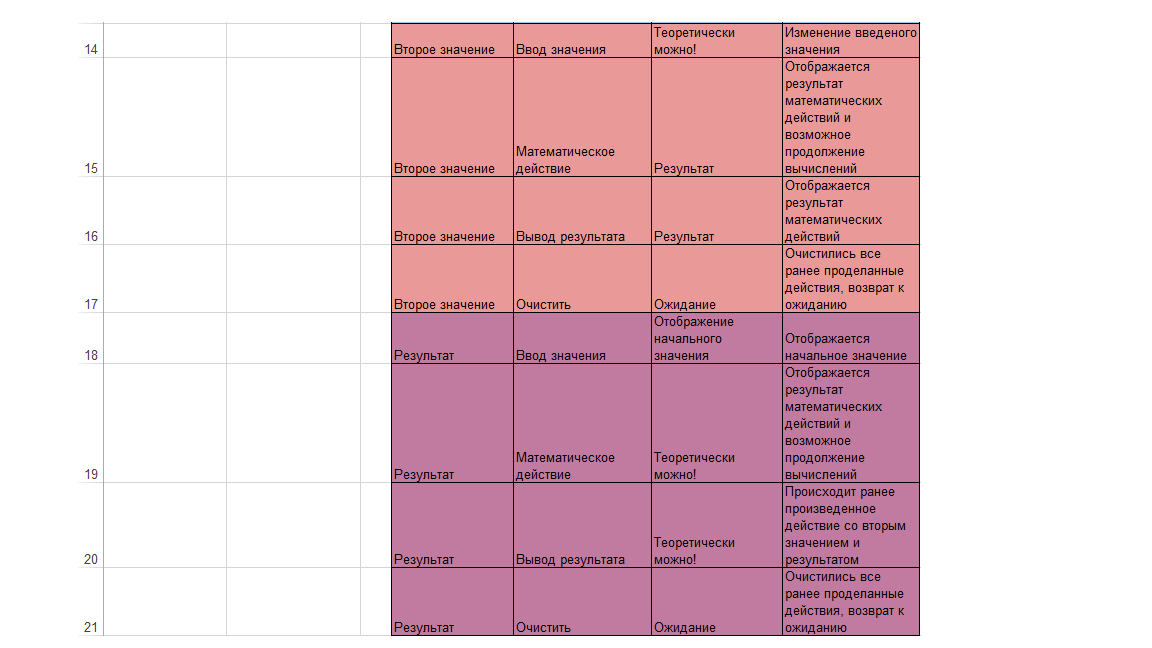 14
Второе значение
Ввод значения
Теоретически
можно!
Изменение введеного
значения
15
Второе значение
Математическое
действие
Результат
Отображается
результат
математических
действий и
возможное
продолжение
вычислений
16
Второе значение
Вывод результата
Результат
Отображается
результат
математических
действий
17
Второе значение
Очистить
Ожидание
Очистились все
ранее проделанные
действия, возврат к
ожиданию
18
Результат
Ввод значения
Отображение
начального
значения
Отображается
начальное значение
19
Результат
Математическое
действие
Теоретически
можно!
Отображается
результат
математических
действий и
возможное
продолжение
вычислений
20
Результат
Вывод результата
Теоретически
можно!
Происходит ранее
произведенное
действие со вторым
значением и
результатом
21
Результат
Очистить
Ожидание
Очистились все
ранее проделанные
действия, возврат к
ожиданию